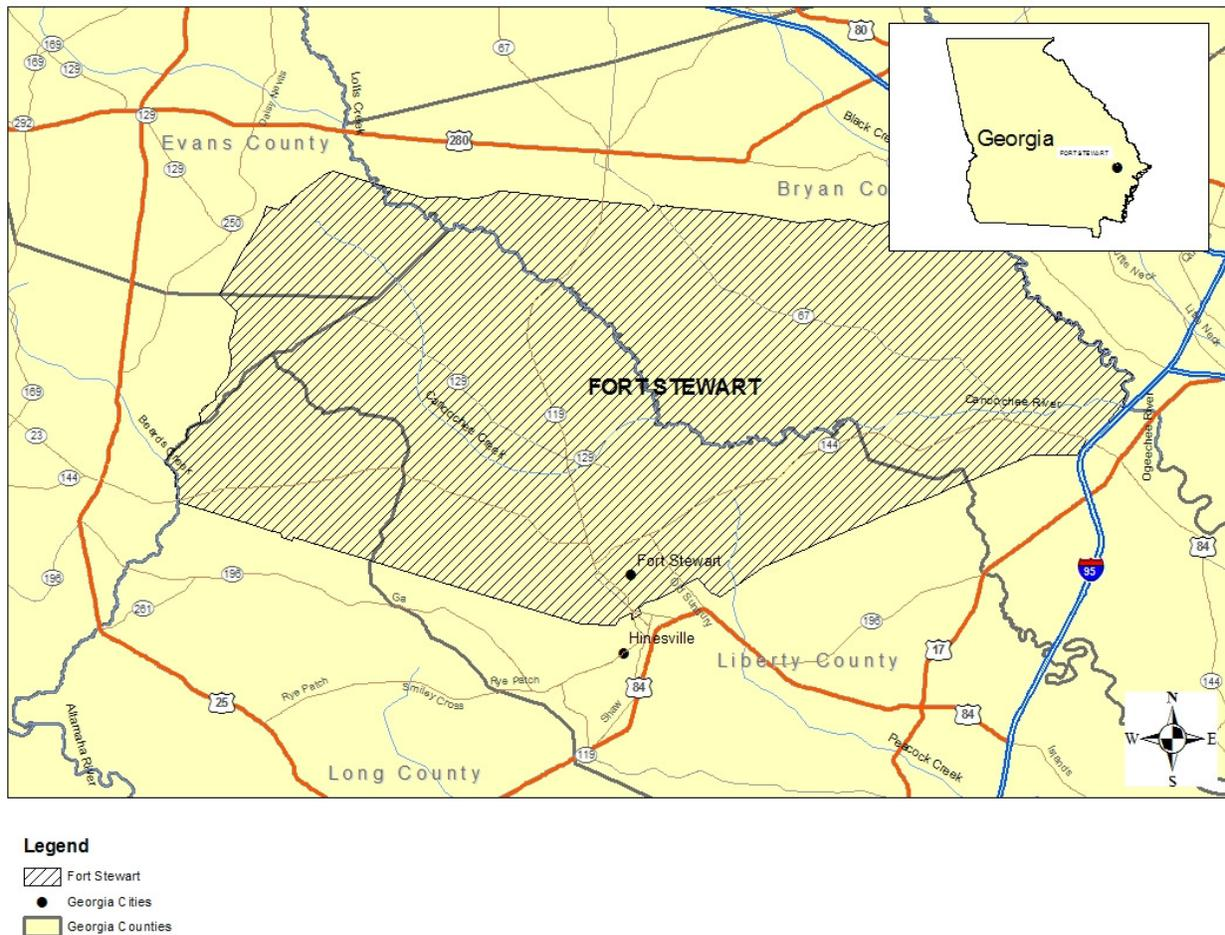 169
67
80
169
129
Daisy Nevils
Lotts Creek
292
129
Evans County
280
Black Cre
Georgia
FORT STEWART
129
Bryan Co
250
Little Neck
67
FORT STEWART
129
Canoochee Creek
119
Canoochee River
169
23
Beards Creek
129
144
Ogeechee River
144
84
Fort Stewart
95
196
196
Ga
261
Old Sunbury
196
Hinesville
Liberty County
17
144
25
Rye Patch
Smiley Cross
Rye Patch
84
Shaw
84
N
W
E
S
Altamaha River
119
Peacock Creek
Islands
Long County
Legend
Fort Stewart
Georgia Cities
Georgia Counties